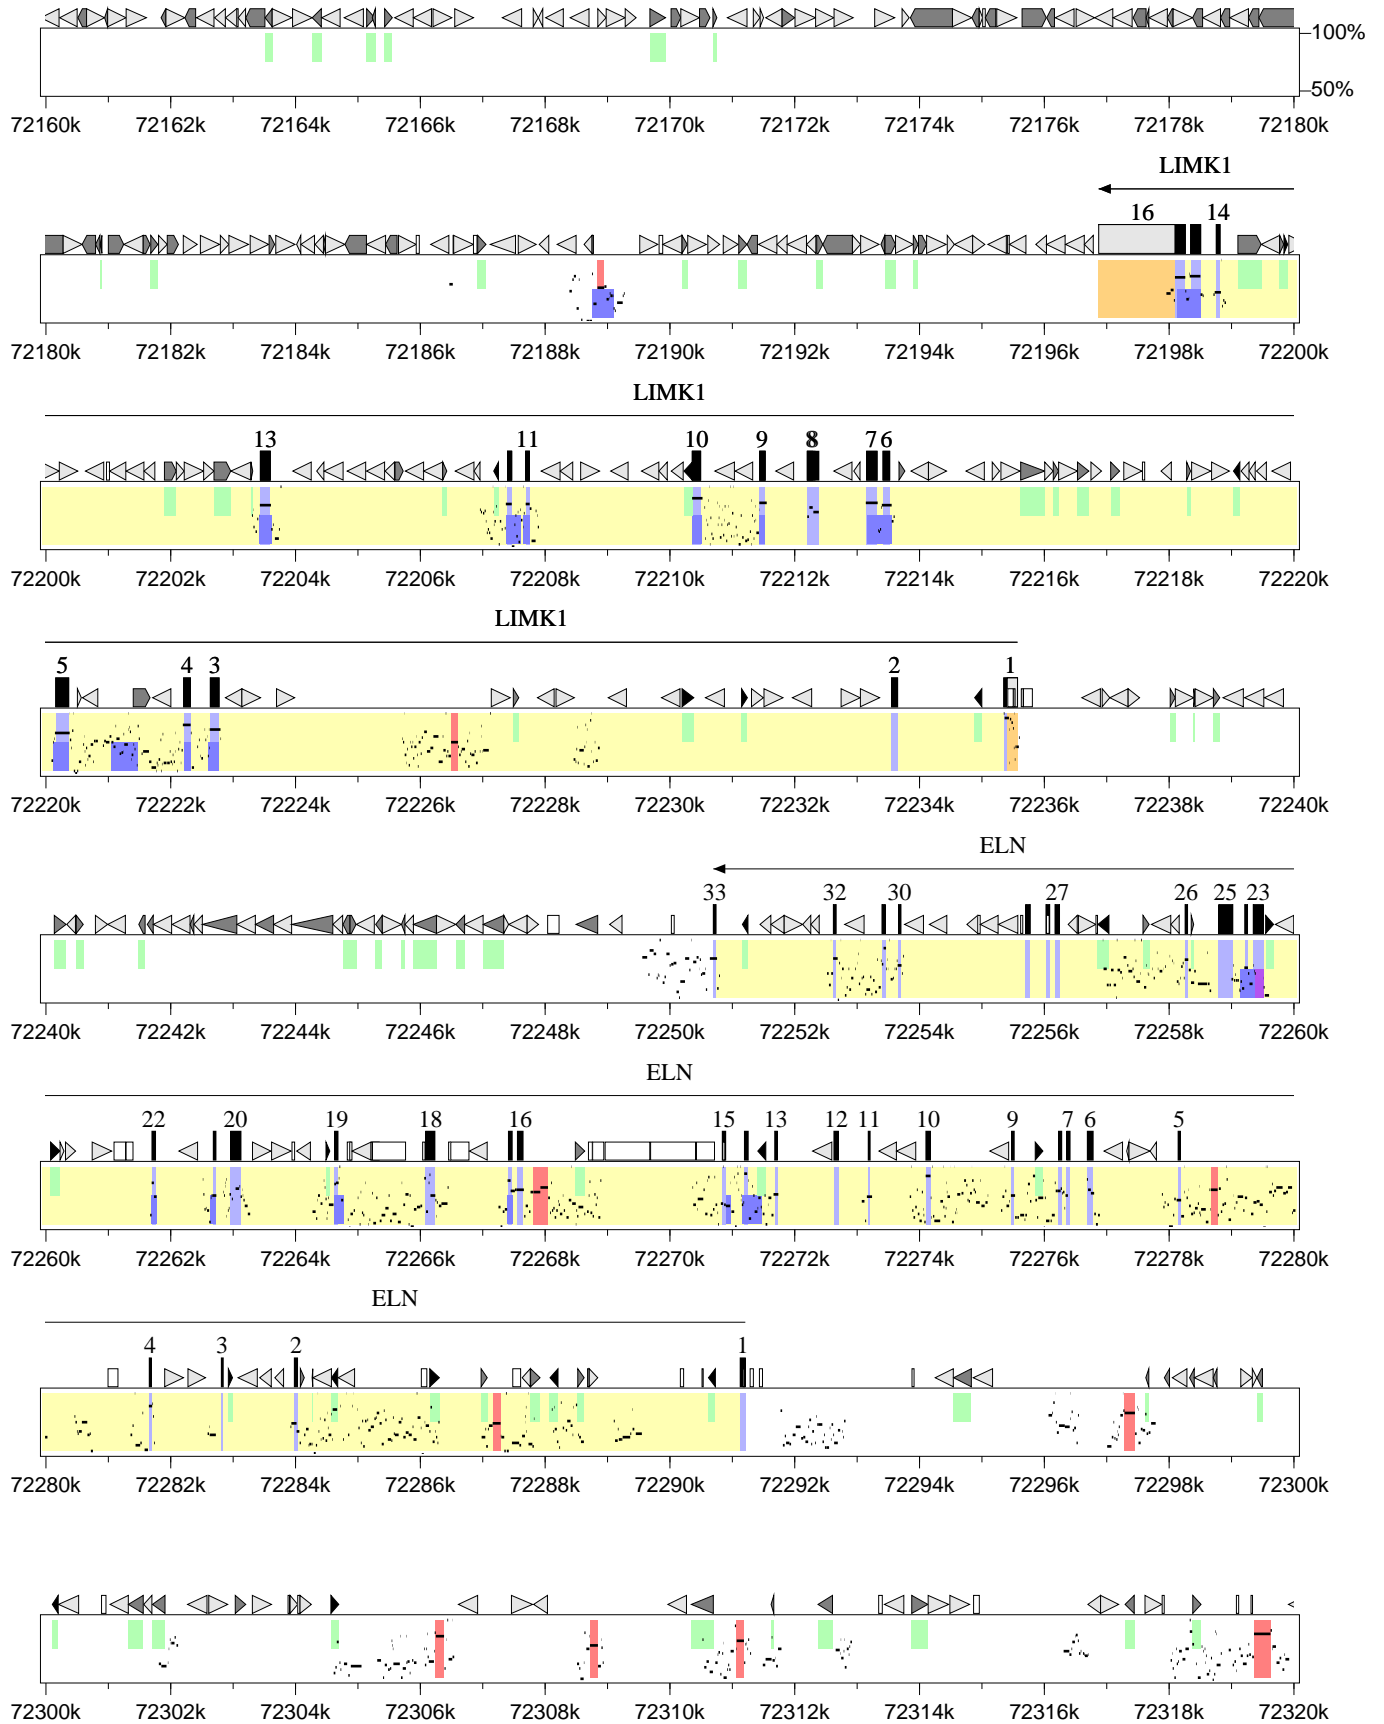 100%
50%
72160k 72162k 72164k 72166k 72168k 72170k 72172k 72174k 72176k 72178k 72180k
LIMK1
16 14
72180k 72182k 72184k 72186k 72188k 72190k 72192k 72194k 72196k 72198k 72200k
LIMK1
13 11 10 9 8 7 6
72200k 72202k 72204k 72206k 72208k 72210k 72212k 72214k 72216k 72218k 72220k
LIMK1
5 4 3 2 1
72220k 72222k 72224k 72226k 72228k 72230k 72232k 72234k 72236k 72238k 72240k
ELN
33 32 30 27 26 25 23
72240k 72242k 72244k 72246k 72248k 72250k 72252k 72254k 72256k 72258k 72260k
ELN
22 20 19 18 16 15 13 12 11 10 9 7 6 5
72260k 72262k 72264k 72266k 72268k 72270k 72272k 72274k 72276k 72278k 72280k
ELN
4 3 2 1
72280k 72282k 72284k 72286k 72288k 72290k 72292k 72294k 72296k 72298k 72300k
72300k 72302k 72304k 72306k 72308k 72310k 72312k 72314k 72316k 72318k 72320k